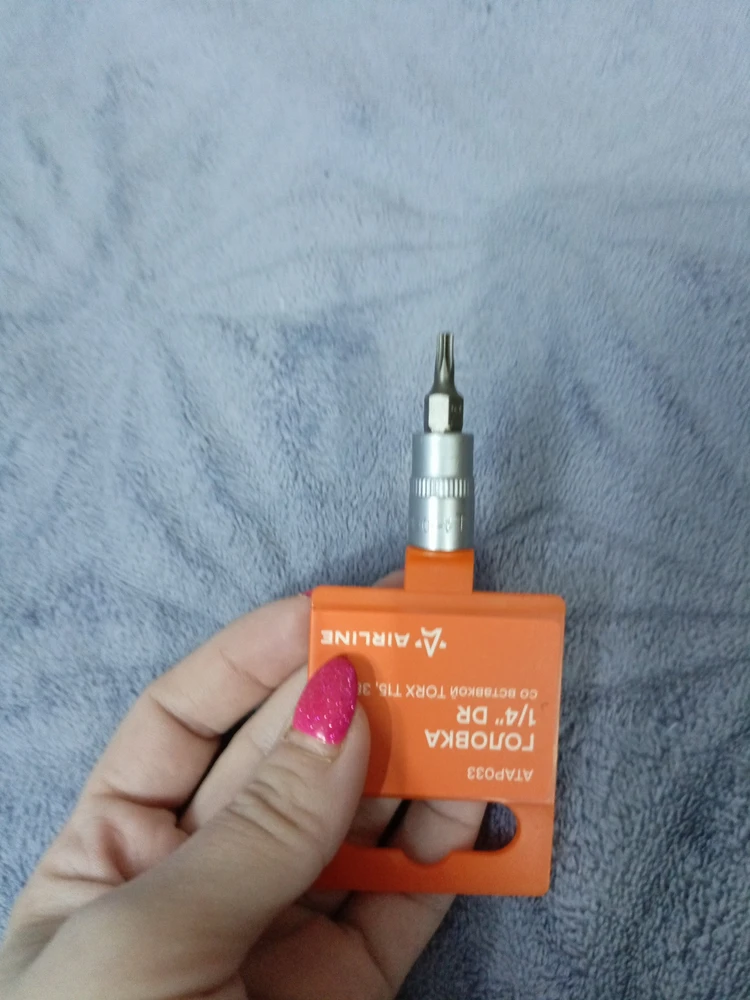 ATAP033
ГОЛОВКА
1/4" DR
СО ВСТАВКОЙ TORX T15,
AIRLINE